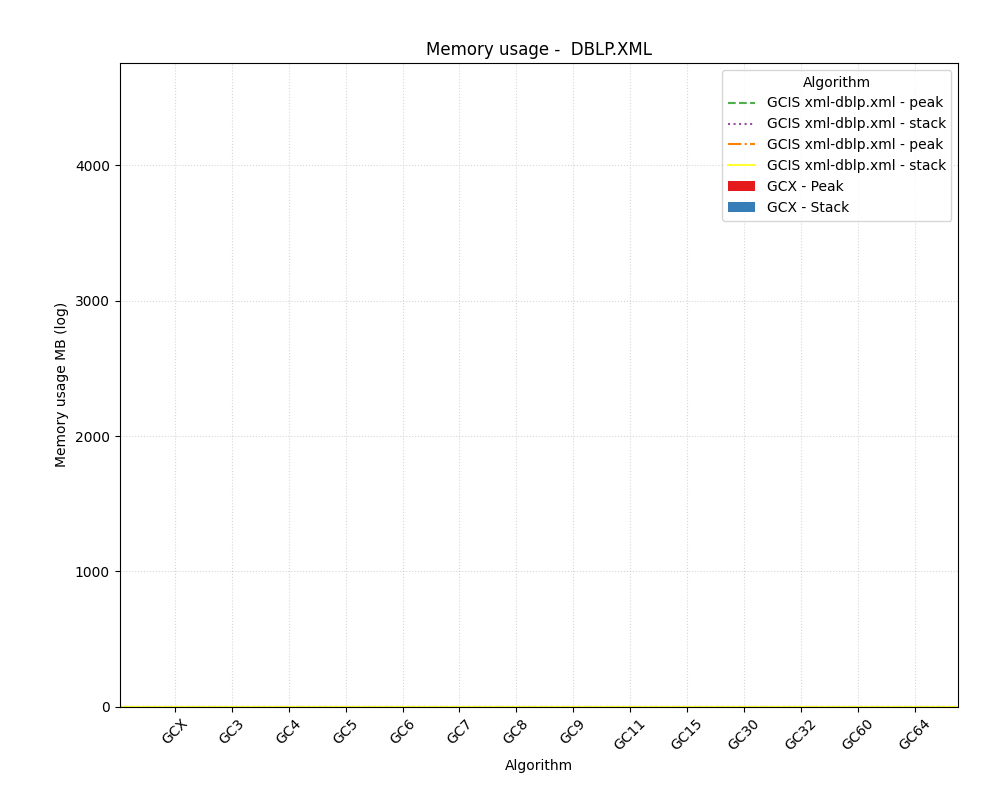 Memory usage -  DBLP.XML
Algorithm
GCIS xml-dblp.xml - peak
GCIS xml-dblp.xml - stack
GCIS xml-dblp.xml - peak
GCIS xml-dblp.xml - stack
GCX - Peak
GCX - Stack
Memory usage MB (log)
4000
3000
2000
1000
0
GCX
GC3
GC4
GC5
GC6
GC7
GC8
GC9
GC11
GC15
GC30
GC32
GC60
GC64
Algorithm